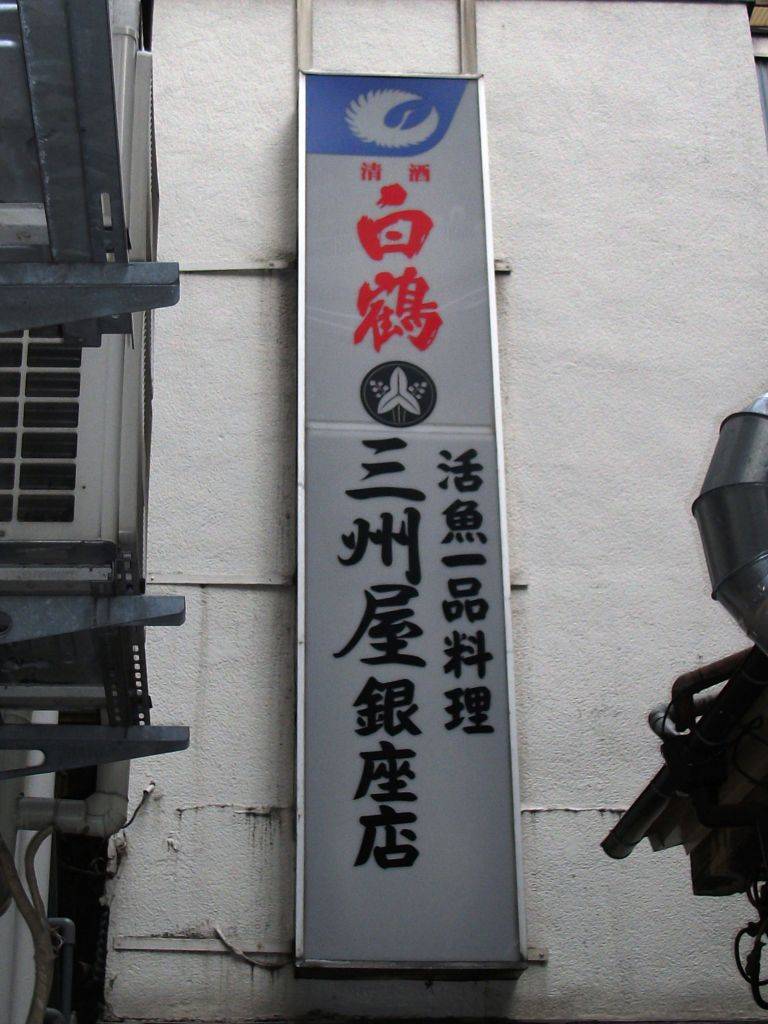 清酒
白鶴
活魚一品料理
三州屋銀座店